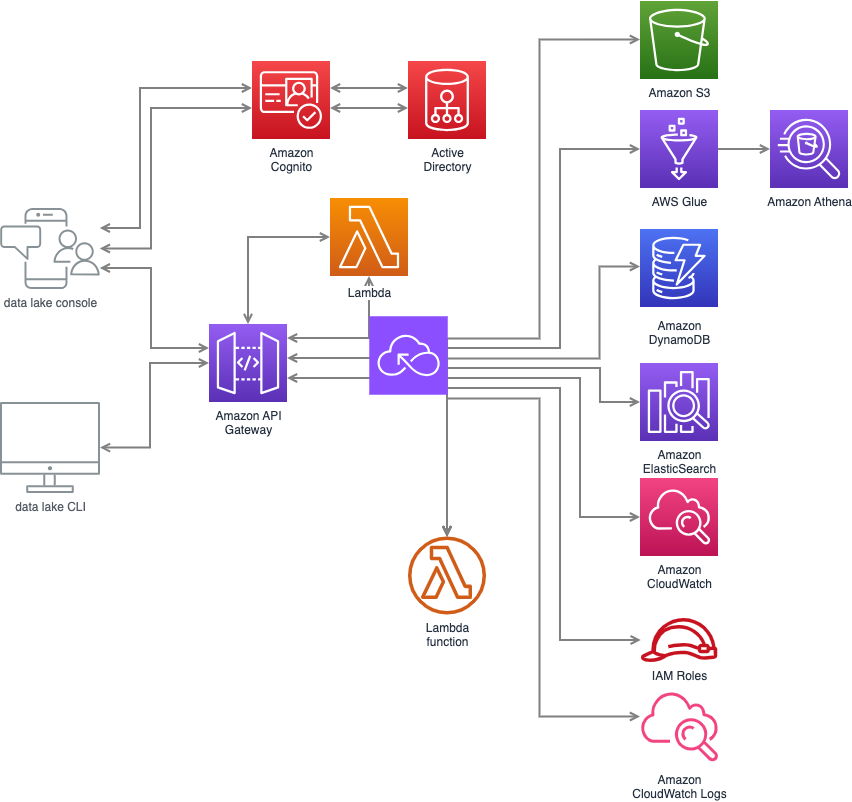 Amazon S3
Amazon
Cognito
Active
Directory
AWS Glue
Amazon Athena
data lake console
Lambda
Amazon
DynamoDB
</>
Amazon API
Gateway
Amazon
ElasticSearch
data lake CLI
Amazon
CloudWatch
Lambda
function
IAM Roles
Amazon
CloudWatch Logs